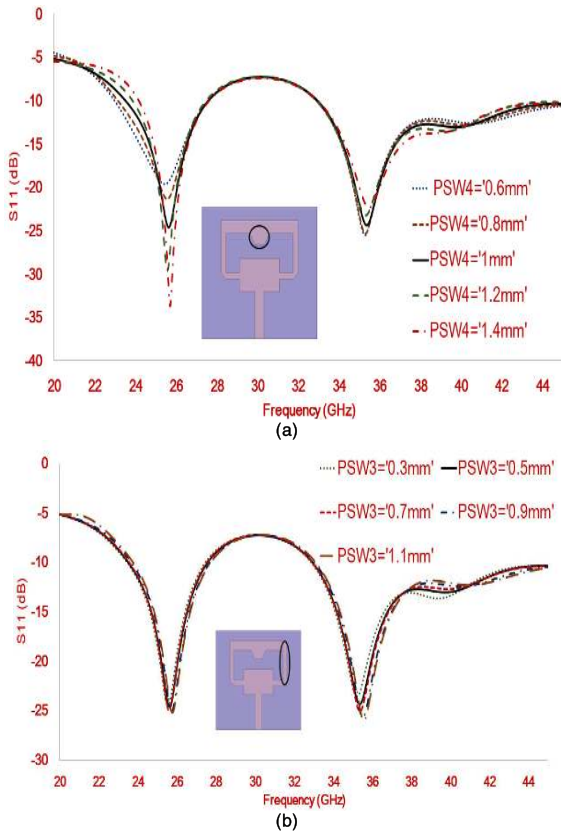 -5
-10
-15
-20
-25
-30
-35
-40
S11 (dB)
PSW4='0.6mm'
PSW4='0.8mm'
PSW4='1mm'
PSW4='1.2mm'
PSW4='1.4mm'
20 22 24 26 28 30 32 34 36 38 40 42 44
Frequency (GHz)
(a)
0
-5
-10
-15
-20
-25
-30
S11 (dB)
PSW3='0.3mm' PSW3='0.5mm'
PSW3='0.7mm' PSW3='0.9mm'
PSW3='1.1mm'
20 22 24 26 28 30 32 34 36 38 40 42 44
Frequency (GHz)
(b)